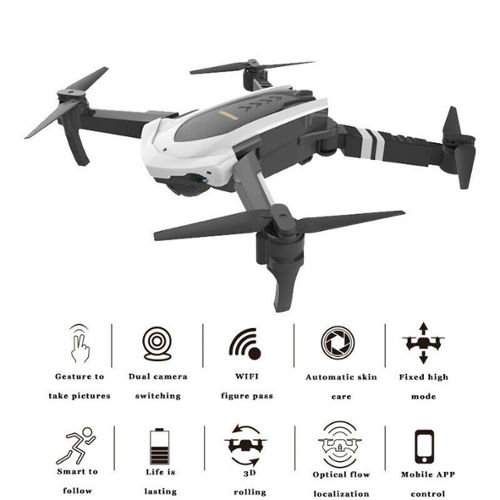 Gesture to
take pictures
Dual camera
switching
WIFI
figure pass
Automatic skin
care
Fixed high
mode
Smart to
follow
Life is
lasting
3D
rolling
Optical flow
localization
Mobile APP
control